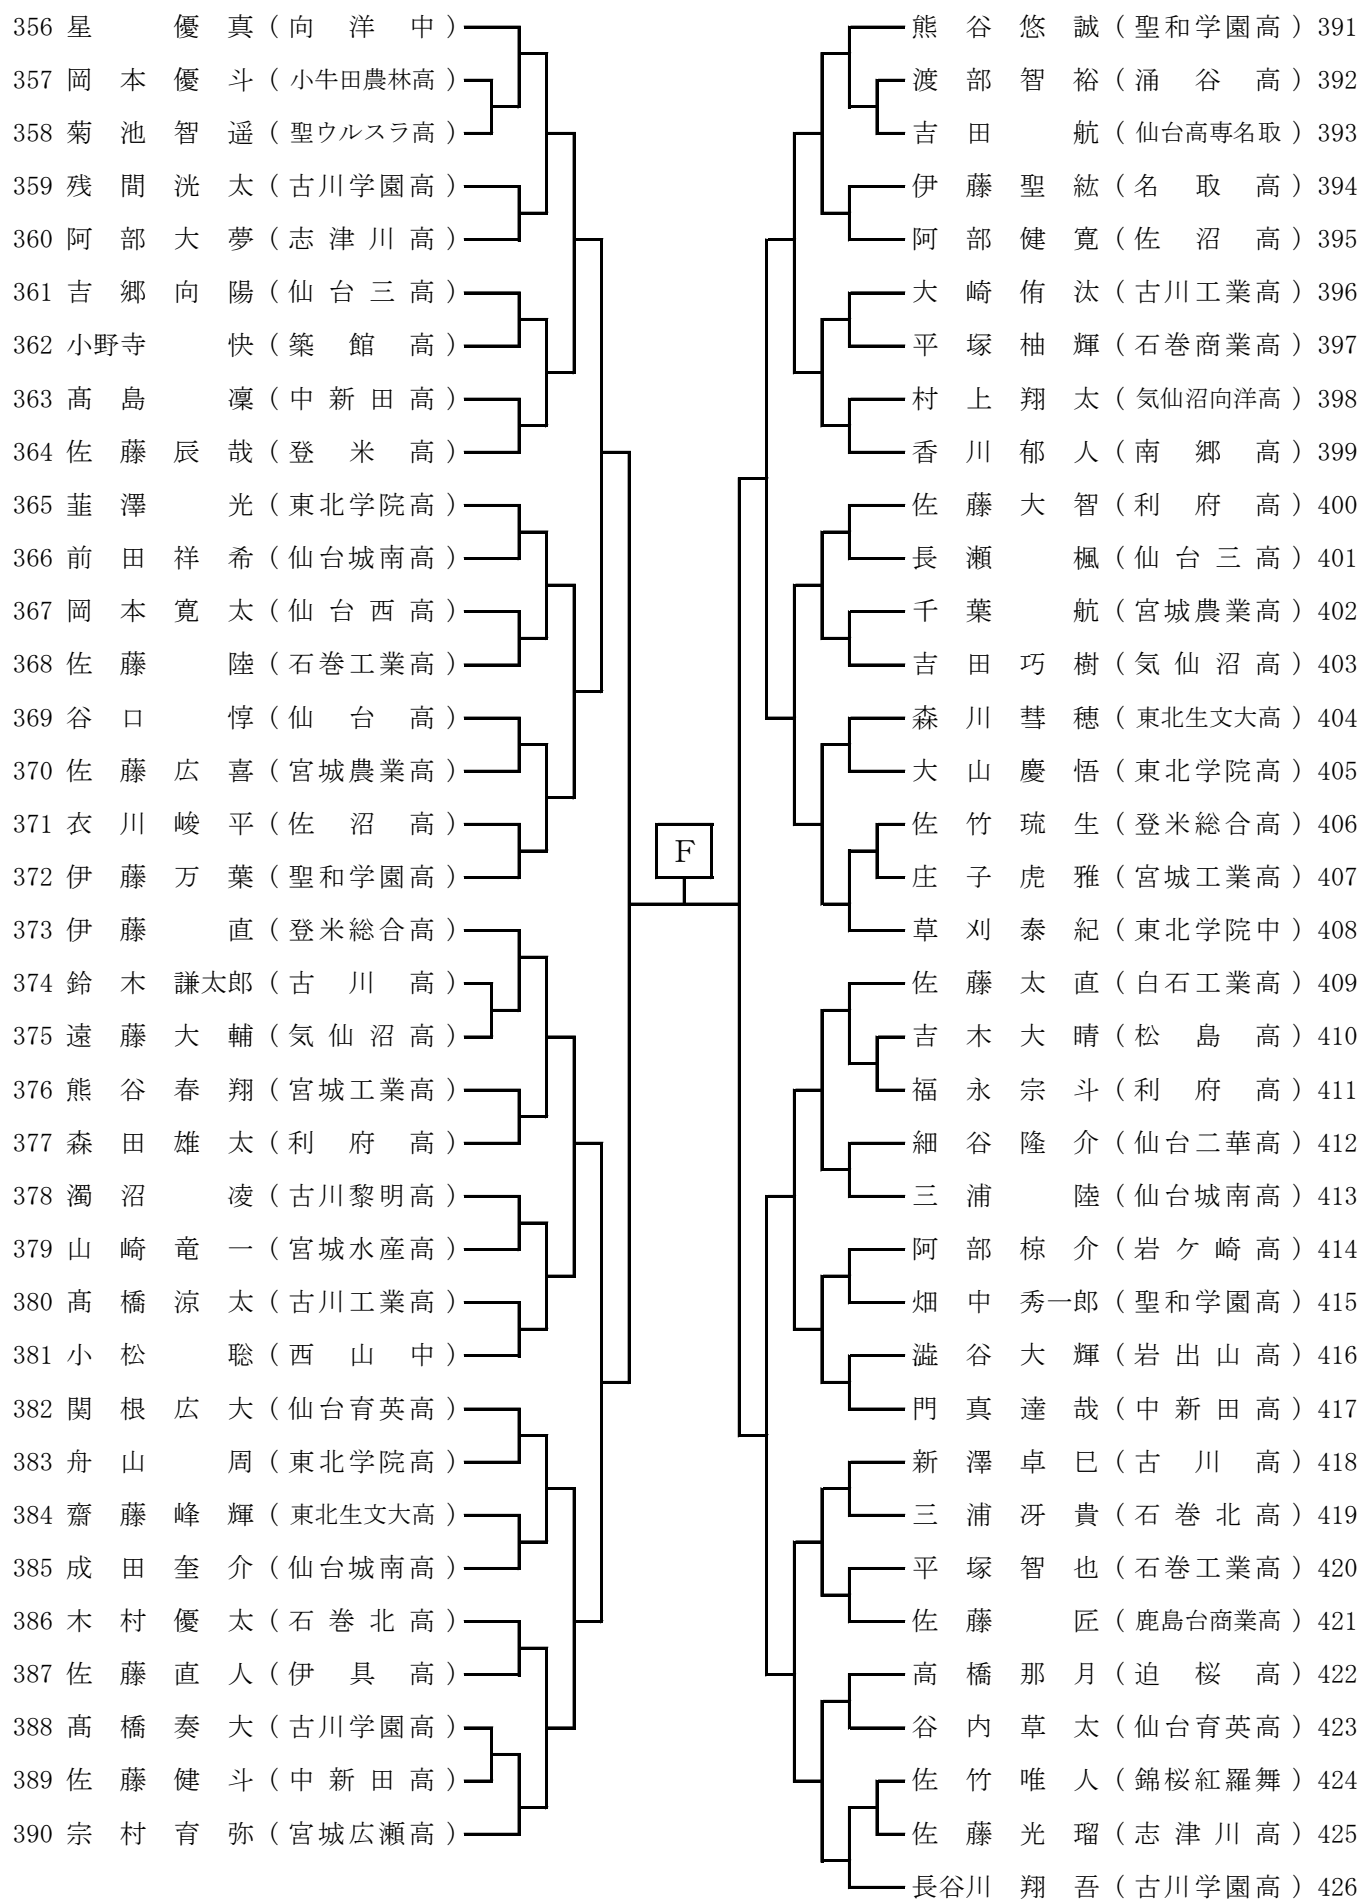 356 星 優 真 ( 向 洋 中 )
357 岡 本 優 斗 ( 小牛田農林高 )
358 菊 池 智 遥 ( 聖ウルスラ高 )
359 残 間 洸 太 ( 古川学園高 )
360 阿 部 大 夢 ( 志 津 川 高 )
361 吉 郷 向 陽 ( 仙 台 三 高 )
362 小野寺 快 ( 築 館 高 )
363 髙 島 凜 ( 中 新 田 高 )
364 佐 藤 辰 哉 ( 登 米 高 )
365 韮 澤 光 ( 東北学院高 )
366 前 田 祥 希 ( 仙台城南高 )
367 岡 本 寛 太 ( 仙 台 西 高 )
368 佐 藤 陸 ( 石巻工業高 )
369 谷 口 惇 ( 仙 台 高 )
370 佐 藤 広 喜 ( 宮城農業高 )
371 衣 川 峻 平 ( 佐 沼 高 )
372 伊 藤 万 葉 ( 聖和学園高 )
373 伊 藤 直 ( 登米総合高 )
374 鈴 木 謙太郎 ( 古 川 高 )
375 遠 藤 大 輔 ( 気 仙 沼 高 )
376 熊 谷 春 翔 ( 宮城工業高 )
377 森 田 雄 太 ( 利 府 高 )
378 濁 沼 凌 ( 古川黎明高 )
379 山 崎 竜 一 ( 宮城水産高 )
380 髙 橋 涼 太 ( 古川工業高 )
381 小 松 聡 ( 西 山 中 )
382 関 根 広 大 ( 仙台育英高 )
383 舟 山 周 ( 東北学院高 )
384 齋 藤 峰 輝 ( 東北生文大高 )
385 成 田 奎 介 ( 仙台城南高 )
386 木 村 優 太 ( 石 巻 北 高 )
387 佐 藤 直 人 ( 伊 具 高 )
388 髙 橋 奏 大 ( 古川学園高 )
389 佐 藤 健 斗 ( 中 新 田 高 )
390 宗 村 育 弥 ( 宮城広瀬高 )
F
熊 谷 悠 誠 ( 聖和学園高 ) 391
渡 部 智 裕 ( 涌 谷 高 ) 392
吉 田 航 ( 仙台高専名取 ) 393
伊 藤 聖 紘 ( 名 取 高 ) 394
阿 部 健 寛 ( 佐 沼 高 ) 395
大 崎 侑 汰 ( 古川工業高 ) 396
平 塚 柚 輝 ( 石巻商業高 ) 397
村 上 翔 太 ( 気仙沼向洋高 ) 398
香 川 郁 人 ( 南 郷 高 ) 399
佐 藤 大 智 ( 利 府 高 ) 400
長 瀬 楓 ( 仙 台 三 高 ) 401
千 葉 航 ( 宮城農業高 ) 402
吉 田 巧 樹 ( 気 仙 沼 高 ) 403
森 川 彗 穂 ( 東北生文大高 ) 404
大 山 慶 悟 ( 東北学院高 ) 405
佐 竹 琉 生 ( 登米総合高 ) 406
庄 子 虎 雅 ( 宮城工業高 ) 407
草 刈 泰 紀 ( 東北学院中 ) 408
佐 藤 太 直 ( 白石工業高 ) 409
吉 木 大 晴 ( 松 島 高 ) 410
福 永 宗 斗 ( 利 府 高 ) 411
細 谷 隆 介 ( 仙台二華高 ) 412
三 浦 陸 ( 仙台城南高 ) 413
阿 部 椋 介 ( 岩 ケ 崎 高 ) 414
畑 中 秀一郎 ( 聖和学園高 ) 415
澁 谷 大 輝 ( 岩 出 山 高 ) 416
門 真 達 哉 ( 中 新 田 高 ) 417
新 澤 卓 巳 ( 古 川 高 ) 418
三 浦 冴 貴 ( 石 巻 北 高 ) 419
平 塚 智 也 ( 石巻工業高 ) 420
佐 藤 匠 ( 鹿島台商業高 ) 421
高 橋 那 月 ( 迫 桜 高 ) 422
谷 内 草 太 ( 仙台育英高 ) 423
佐 竹 唯 人 ( 錦桜紅羅舞 ) 424
佐 藤 光 瑠 ( 志 津 川 高 ) 425
長谷川 翔 吾 ( 古川学園高 ) 426